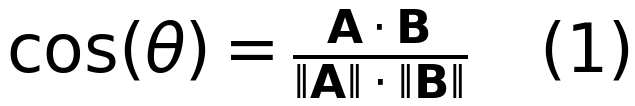 cos(θ) = A · B / ‖A‖ · ‖B‖ (1)